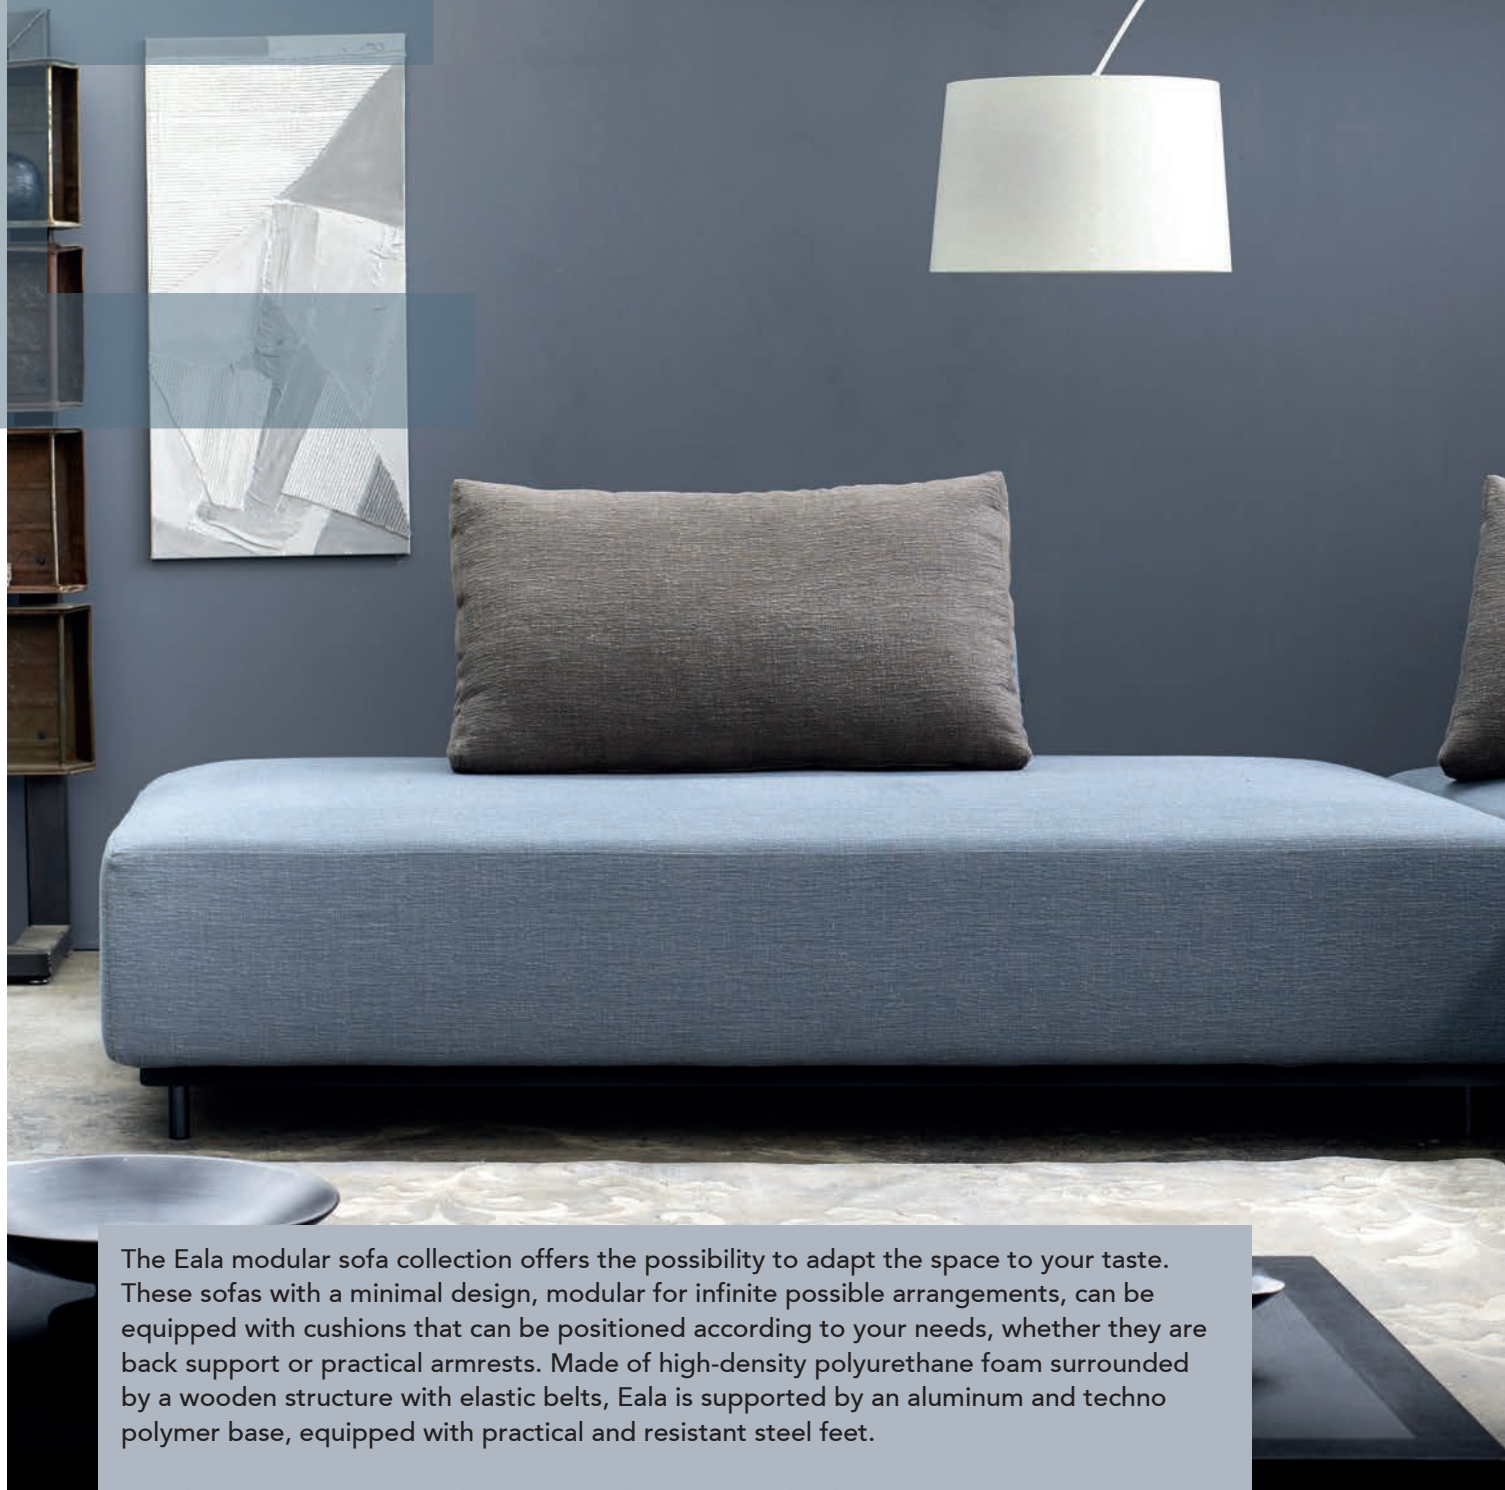 The Eala modular sofa collection offers the possibility to adapt the space to your taste.
These sofas with a minimal design, modular for infinite possible arrangements, can be
equipped with cushions that can be positioned according to your needs, whether they are
back support or practical armrests. Made of high-density polyurethane foam surrounded
by a wooden structure with elastic belts, Eala is supported by an aluminum and techno
polymer base, equipped with practical and resistant steel feet.